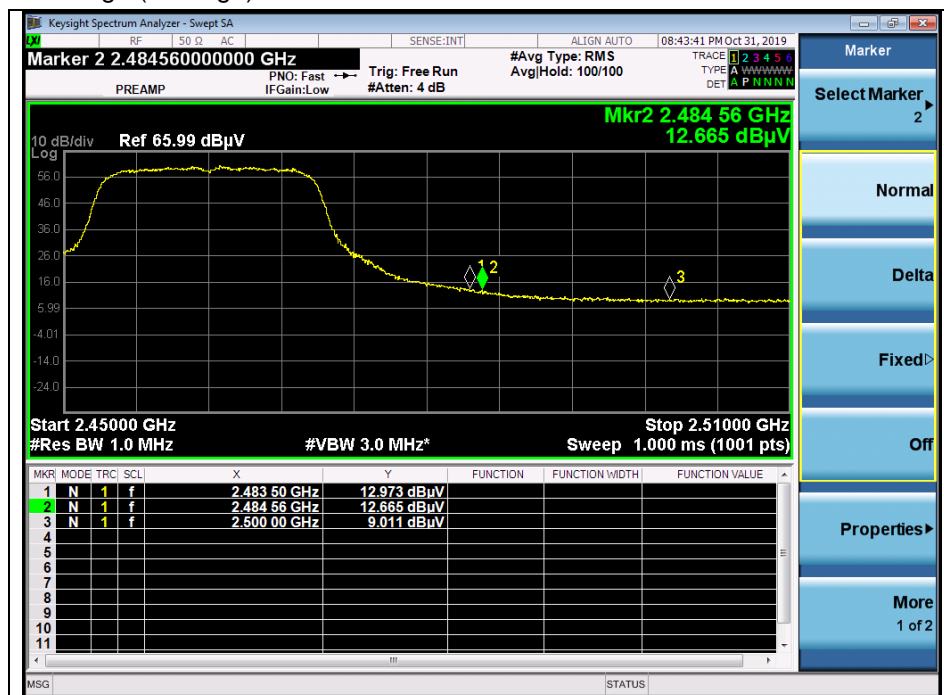 Keysight Spectrum Analyzer - Swept SA
LXI RF 50 Ω AC SENSE:INT ALIGN AUTO 08:43:41 PM Oct 31, 2019
Marker 2 2.484560000000 GHz
PREAMP
PNO: Fast
IFGain:Low
Trig: Free Run
#Atten: 4 dB
#Avg Type: RMS
Avg|Hold: 100/100
TRACE 1 2 3 4 5 6
TYPE A WWWWW
DET A P N N N N
Mkr2 2.484 56 GHz
12.665 dBµV
10 dB/div Ref 65.99 dBµV
Log
56.0
46.0
36.0
26.0
16.0
5.99
-4.01
-14.0
-24.0
1 2
3
Start 2.45000 GHz Stop 2.51000 GHz
#Res BW 1.0 MHz #VBW 3.0 MHz* Sweep 1.000 ms (1001 pts)
MKR MODE TRC SCL X Y FUNCTION FUNCTION WIDTH FUNCTION VALUE
1 N 1 f 2.483 50 GHz 12.973 dBµV
2 N 1 f 2.484 56 GHz 12.665 dBµV
3 N 1 f 2.500 00 GHz 9.011 dBµV
4
5
6
7
8
9
10
11
MSG STATUS
Marker
Select Marker
2
Normal
Delta
Fixed
Off
Properties
More
1 of 2